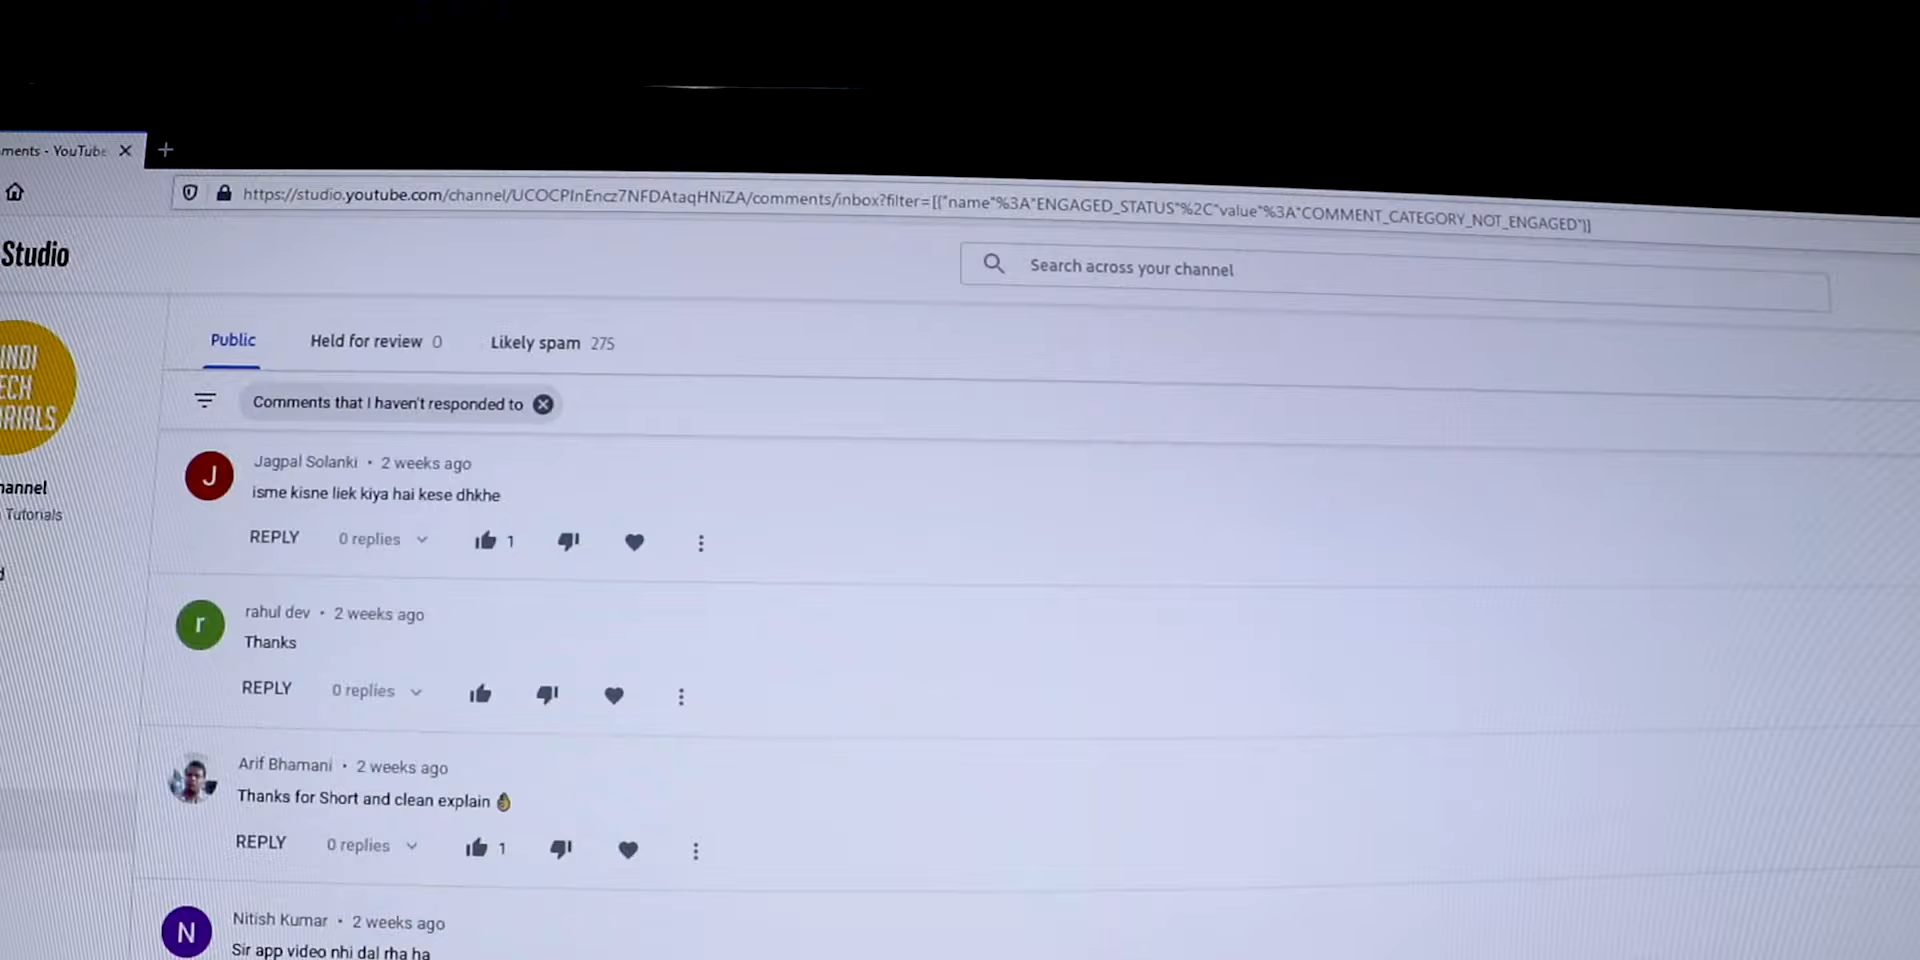 ments - YouTube
https://studio.youtube.com/channel/UCOCPInEncz7NFDAtaqHNiZA/comments/inbox?filter=[{"name"%3A"ENGAGED_STATUS"%2C"value"%3A"COMMENT_CATEGORY_NOT_ENGAGED"}]
Studio
Search across your channel
INDI
ECH
ORIALS
annel
Tutorials
Public Held for review 0 Likely spam 275
Comments that I haven't responded to
J
Jagpal Solanki • 2 weeks ago
isme kisne liek kiya hai kese dhkhe
REPLY 0 replies 1
r
rahul dev • 2 weeks ago
Thanks
REPLY 0 replies
Arif Bhamani • 2 weeks ago
Thanks for Short and clean explain 👌
REPLY 0 replies 1
N
Nitish Kumar • 2 weeks ago
Sir app video nhi dal rha ha